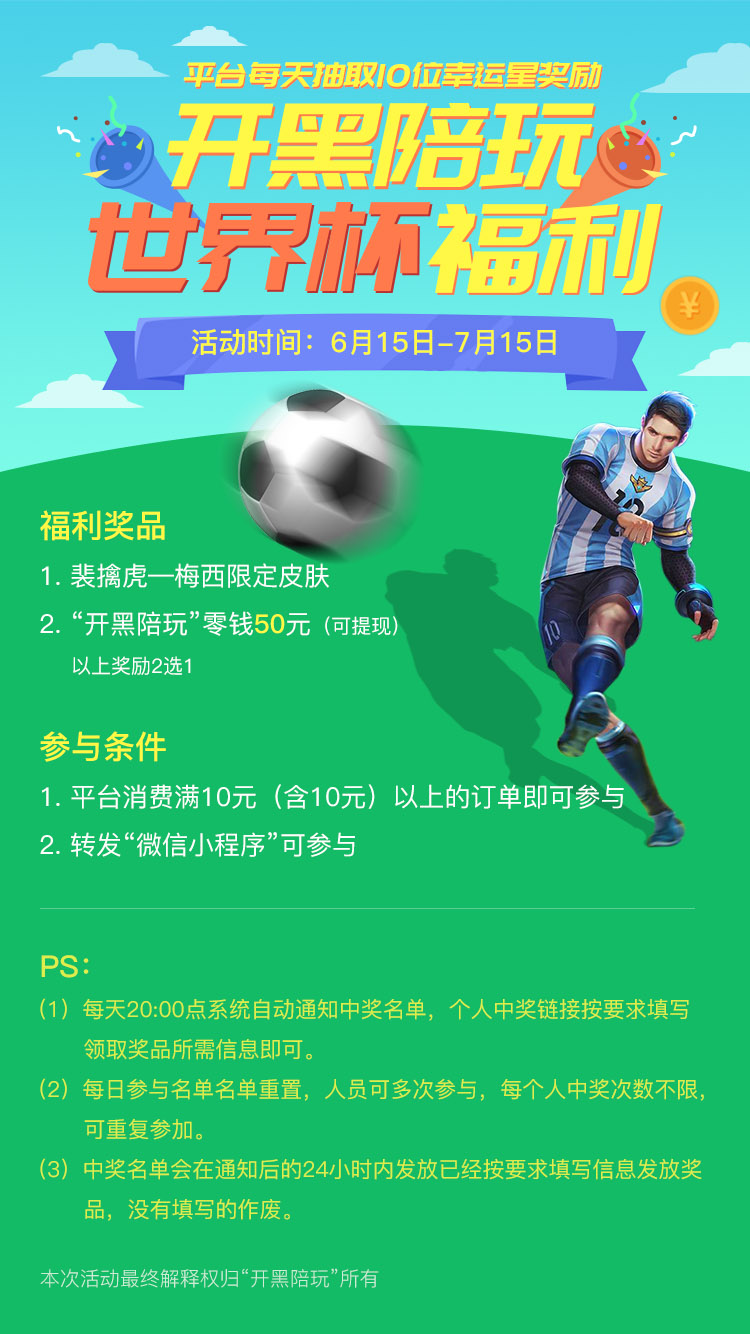 平台每天抽取10位幸运星奖励
开黑陪玩
世界杯福利
¥
活动时间：6月15日-7月15日
福利奖品
1. 裴擒虎—梅西限定皮肤
2. “开黑陪玩”零钱50元（可提现）
以上奖励2选1
10
10
参与条件
1. 平台消费满10元（含10元）以上的订单即可参与
2. 转发“微信小程序”可参与
PS：
（1）每天20:00点系统自动通知中奖名单，个人中奖链接按要求填写
领取奖品所需信息即可。
（2）每日参与名单名单重置，人员可多次参与，每个人中奖次数不限，
可重复参加。
（3）中奖名单会在通知后的24小时内发放已经按要求填写信息发放奖
品，没有填写的作废。
本次活动最终解释权归“开黑陪玩”所有